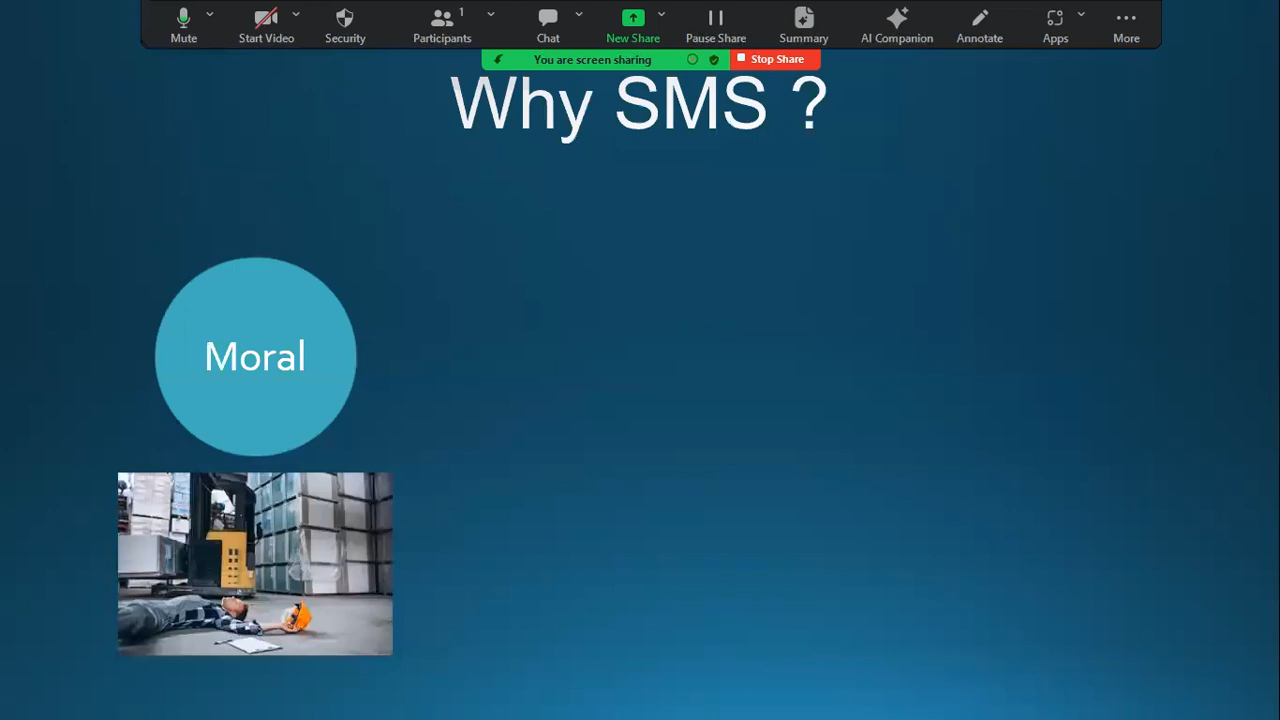 1
Mute
Start Video
Security
Participants
Chat
New Share
Pause Share
Summary
AI Companion
Annotate
Apps
More
You are screen sharing
Stop Share
Why SMS ?
Moral